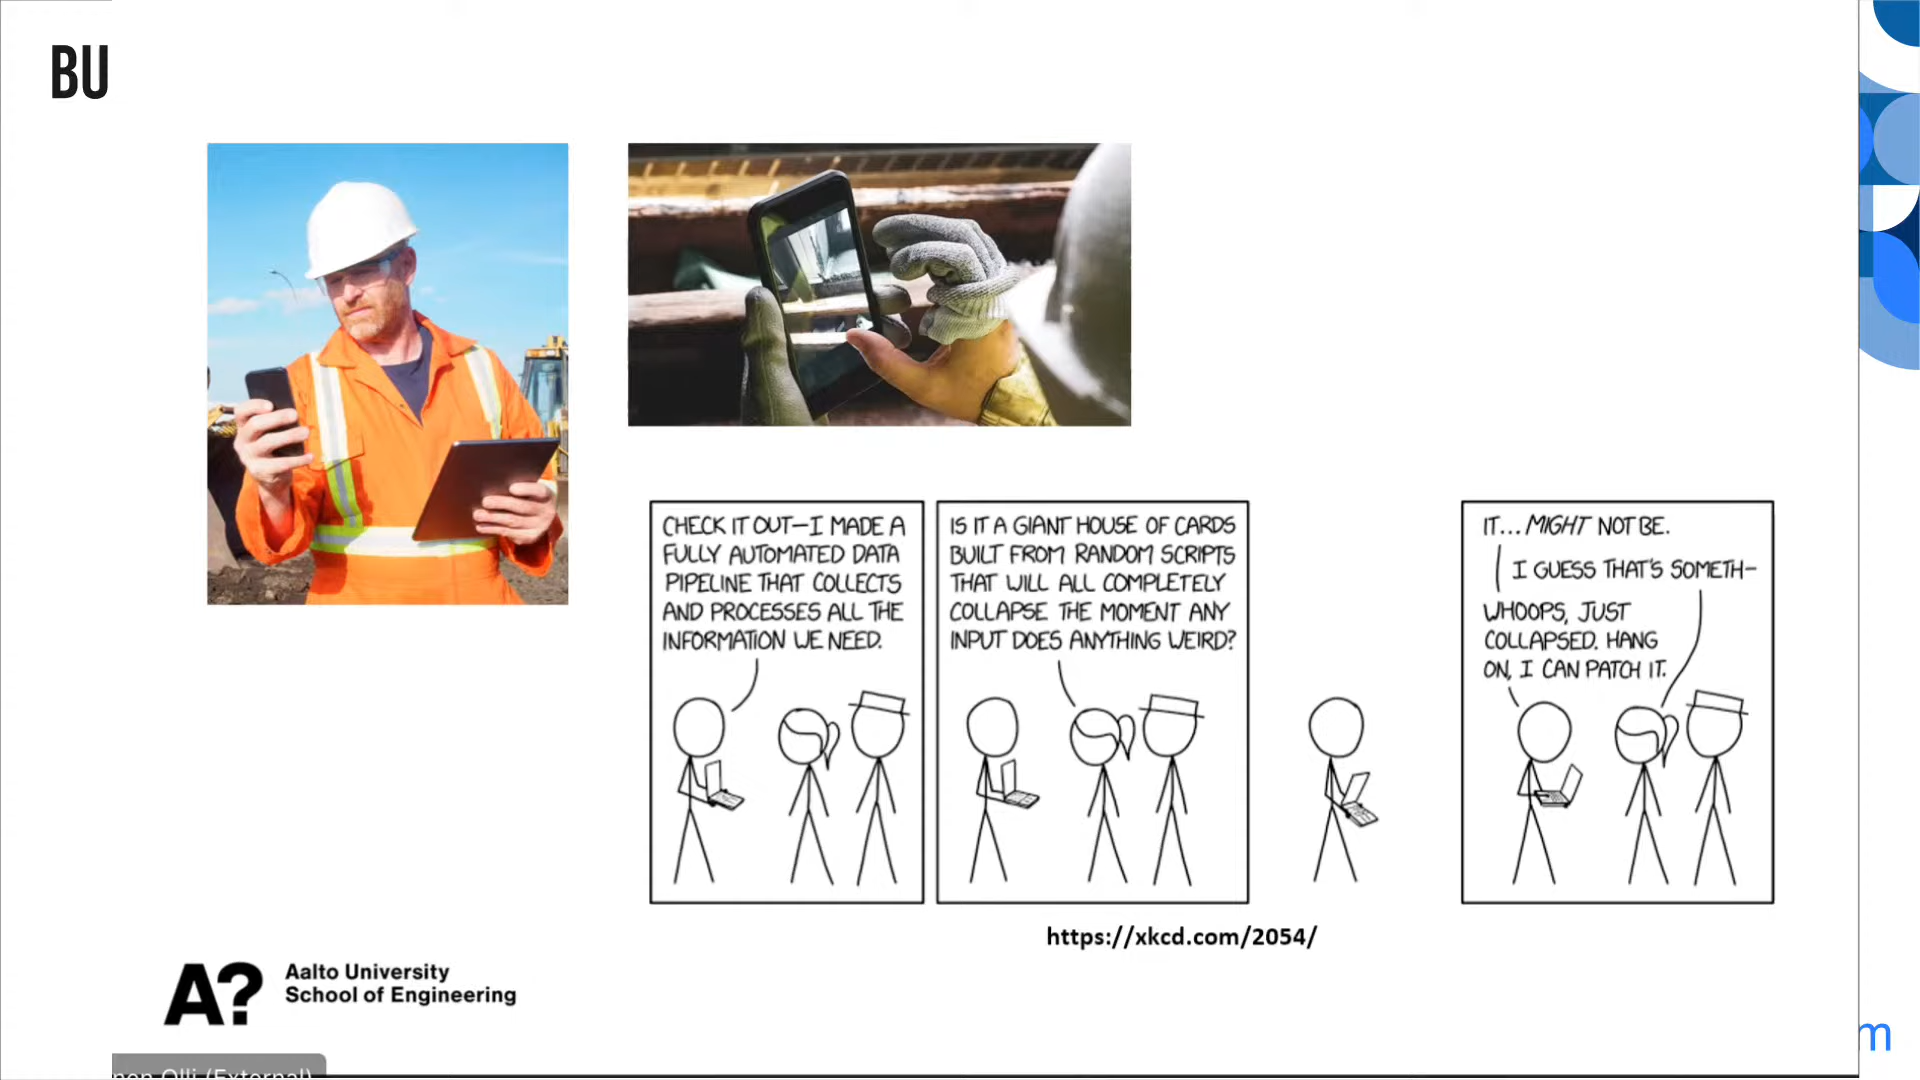 BU
CHECK IT OUT—I MADE A
FULLY AUTOMATED DATA
PIPELINE THAT COLLECTS
AND PROCESSES ALL THE
INFORMATION WE NEED.
IS IT A GIANT HOUSE OF CARDS
BUILT FROM RANDOM SCRIPTS
THAT WILL ALL COMPLETELY
COLLAPSE THE MOMENT ANY
INPUT DOES ANYTHING WEIRD?
IT... MIGHT NOT BE.
I GUESS THAT'S SOMETH—
WHOOPS, JUST
COLLAPSED. HANG
ON, I CAN PATCH IT.
https://xkcd.com/2054/
A?
Aalto University
School of Engineering
m
Olli (External)